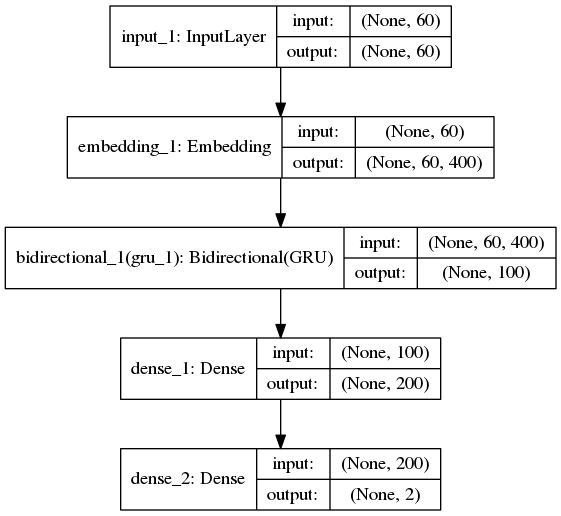 input_1: InputLayer
input: (None, 60)
output: (None, 60)
embedding_1: Embedding
input: (None, 60)
output: (None, 60, 400)
bidirectional_1(gru_1): Bidirectional(GRU)
input: (None, 60, 400)
output: (None, 100)
dense_1: Dense
input: (None, 100)
output: (None, 200)
dense_2: Dense
input: (None, 200)
output: (None, 2)